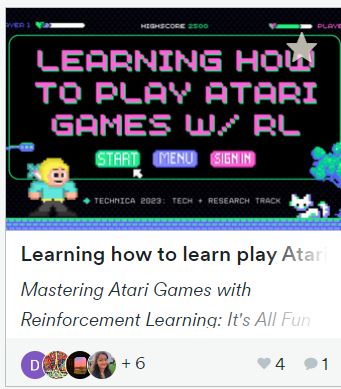 AYER 1
HIGHSCORE 2500
PLAYE
LEARNING HOW
TO PLAY ATARI
GAMES W/ RL
START MENU SIGN IN
TECHNICA 2023: TECH + RESEARCH TRACK
Learning how to learn play Atari
Mastering Atari Games with
Reinforcement Learning: It's All Fun
D + 6 4 1